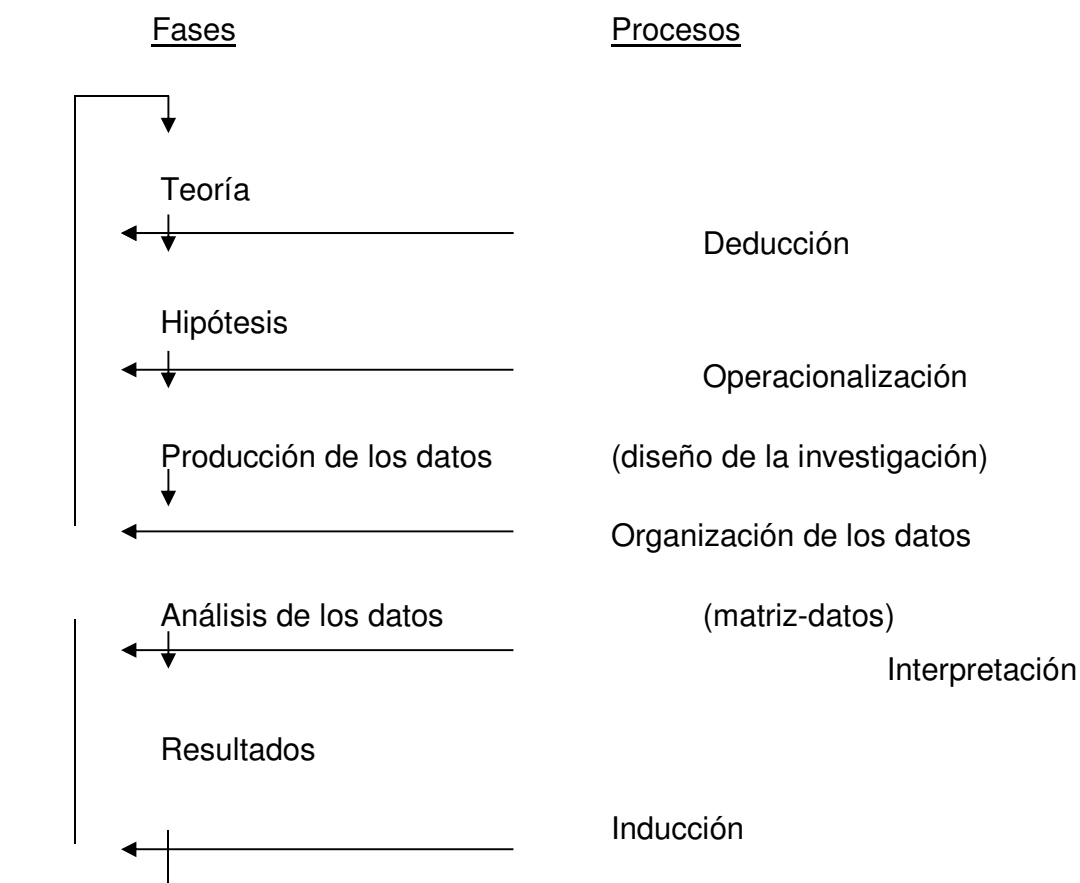 Fases Procesos
Teoría
Deducción
Hipótesis
Operacionalización
Producción de los datos (diseño de la investigación)
Organización de los datos
Análisis de los datos (matriz-datos)
Interpretación
Resultados
Inducción